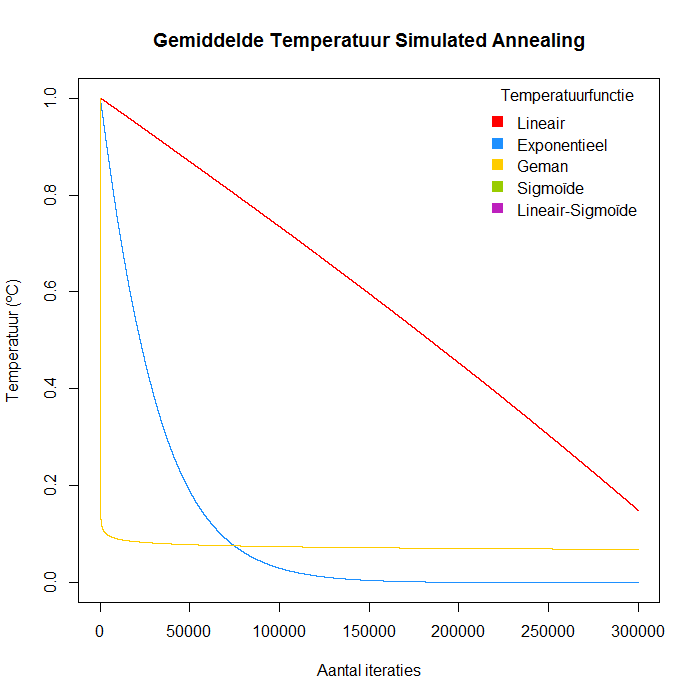 Gemiddelde Temperatuur Simulated Annealing
Temperatuurfunctie
Lineair
Exponentieel
Geman
Sigmoïde
Lineair-Sigmoïde
Temperatuur (ºC)
1.0
0.8
0.6
0.4
0.2
0.0
0 50000 100000 150000 200000 250000 300000
Aantal iteraties